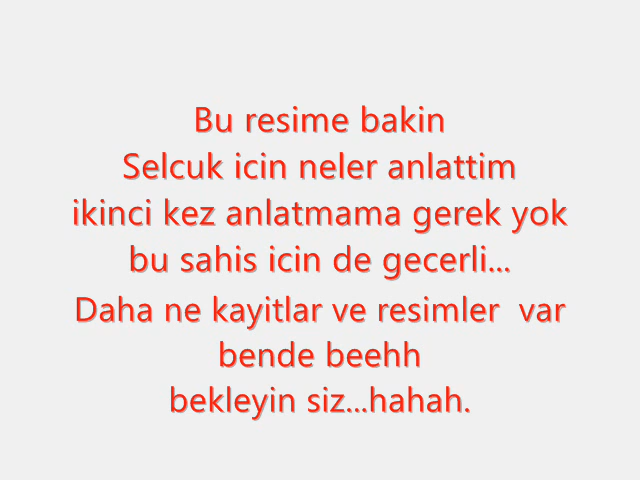 Bu resime bakin
Selcuk icin neler anlattim
ikinci kez anlatmama gerek yok
bu sahis icin de gecerli...
Daha ne kayitlar ve resimler  var
bende beehh
bekleyin siz...hahah.